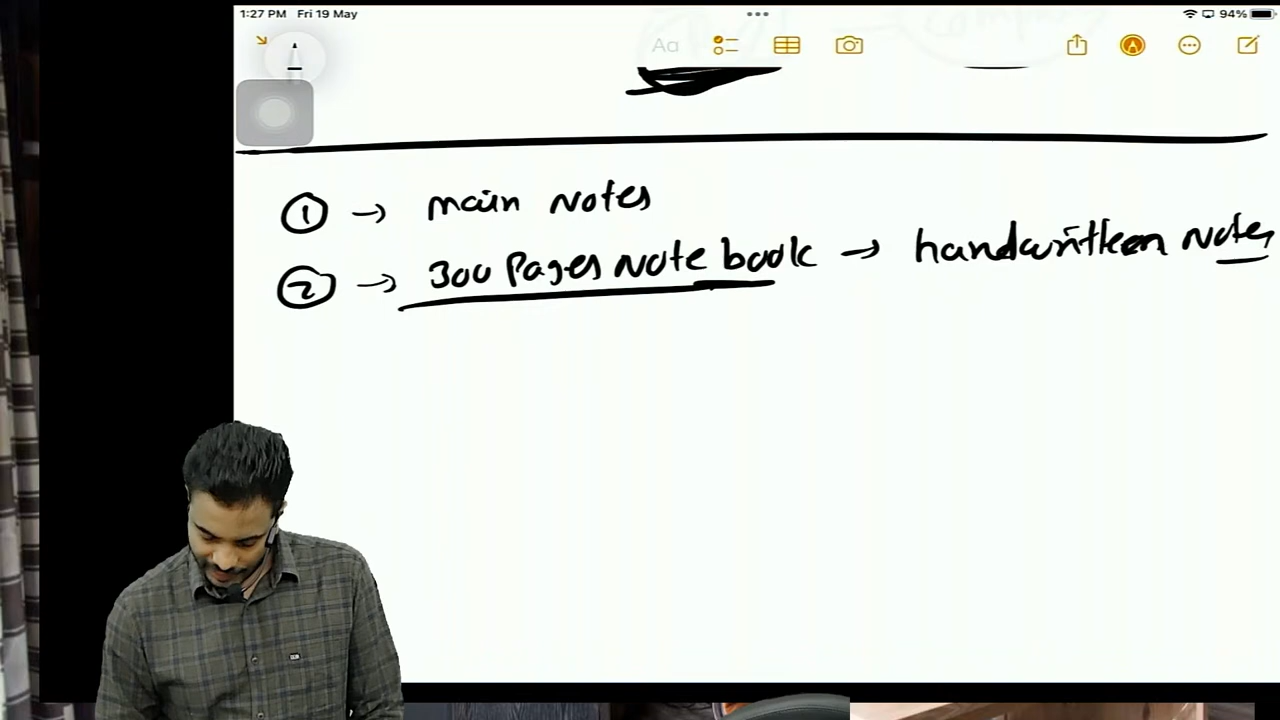 1:27 PM Fri 19 May 94%
Aa
① → main notes
② → 300 Pages Note book → handwritten notes